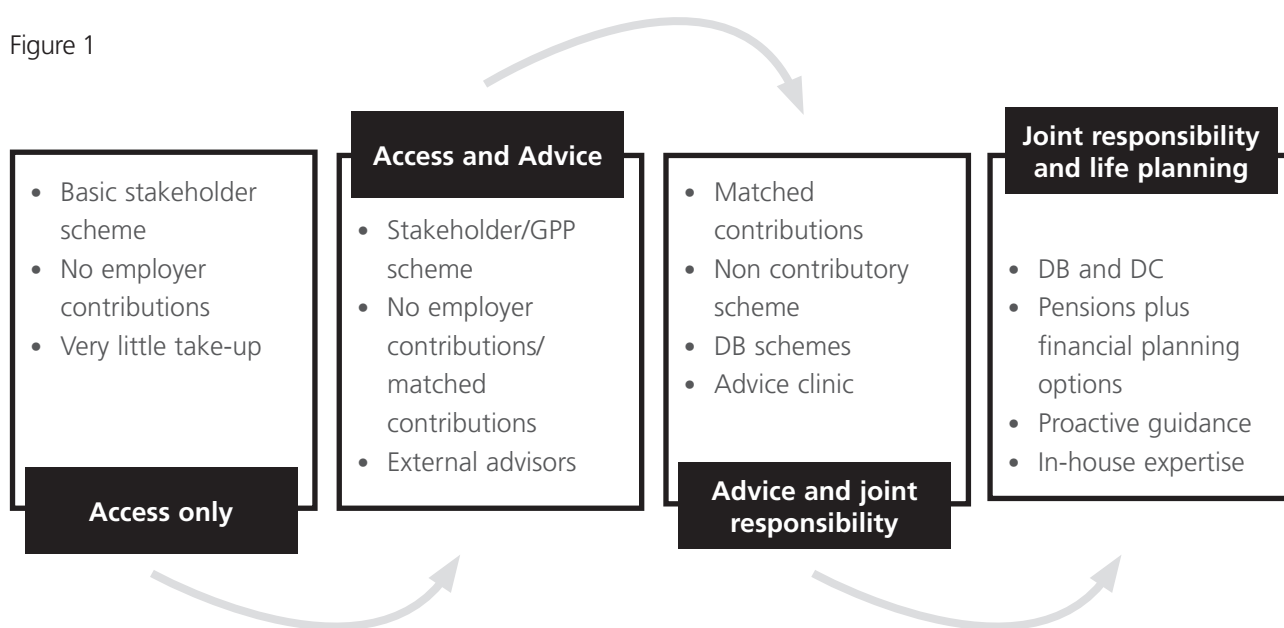 Figure 1
• Basic stakeholder
scheme
• No employer
contributions
• Very little take-up
Access only
Access and Advice
• Stakeholder/GPP
scheme
• No employer
contributions/
matched
contributions
• External advisors
• Matched
contributions
• Non contributory
scheme
• DB schemes
• Advice clinic
Advice and joint
responsibility
Joint responsibility
and life planning
• DB and DC
• Pensions plus
financial planning
options
• Proactive guidance
• In-house expertise